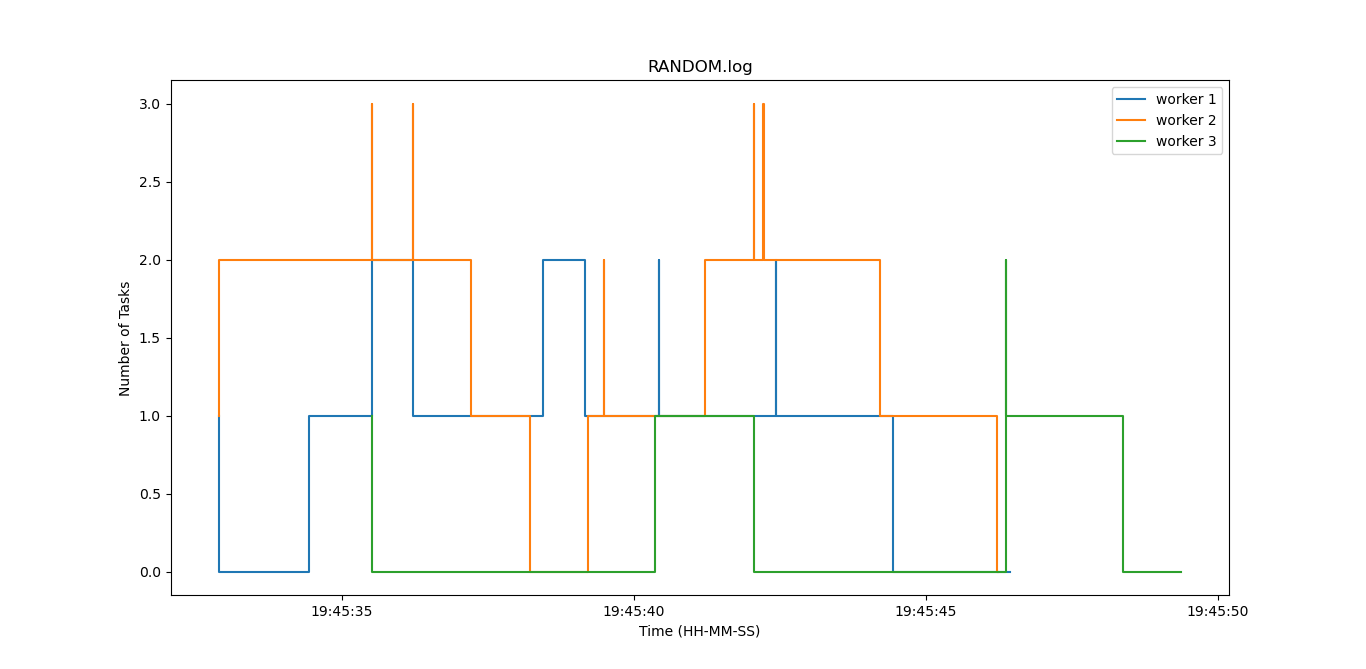 RANDOM.log
worker 1
worker 2
worker 3
Number of Tasks
3.0
2.5
2.0
1.5
1.0
0.5
0.0
19:45:35
19:45:40
19:45:45
19:45:50
Time (HH-MM-SS)